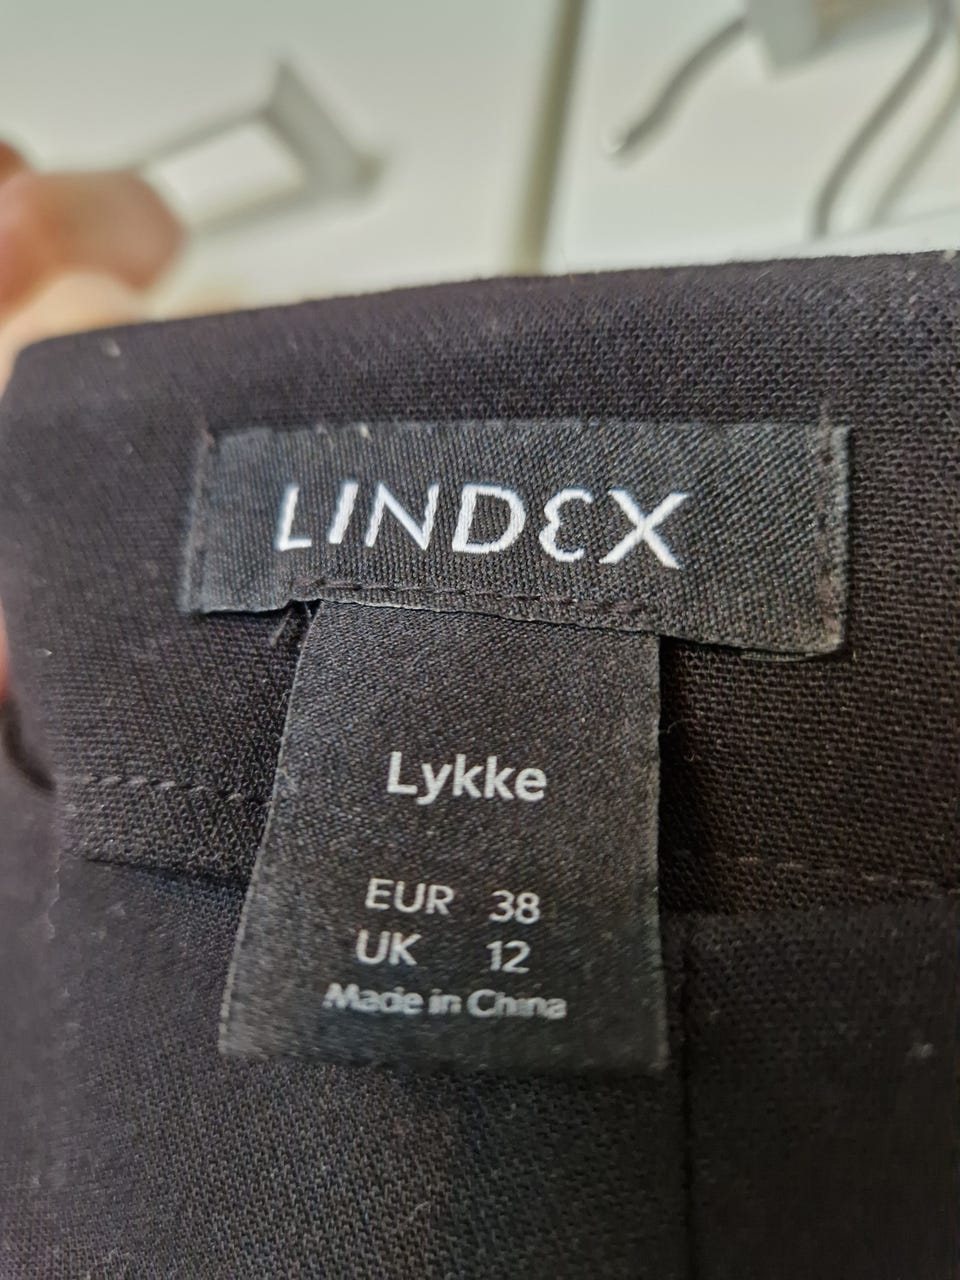 LINDEX
Lykke
EUR 38
UK 12
Made in China